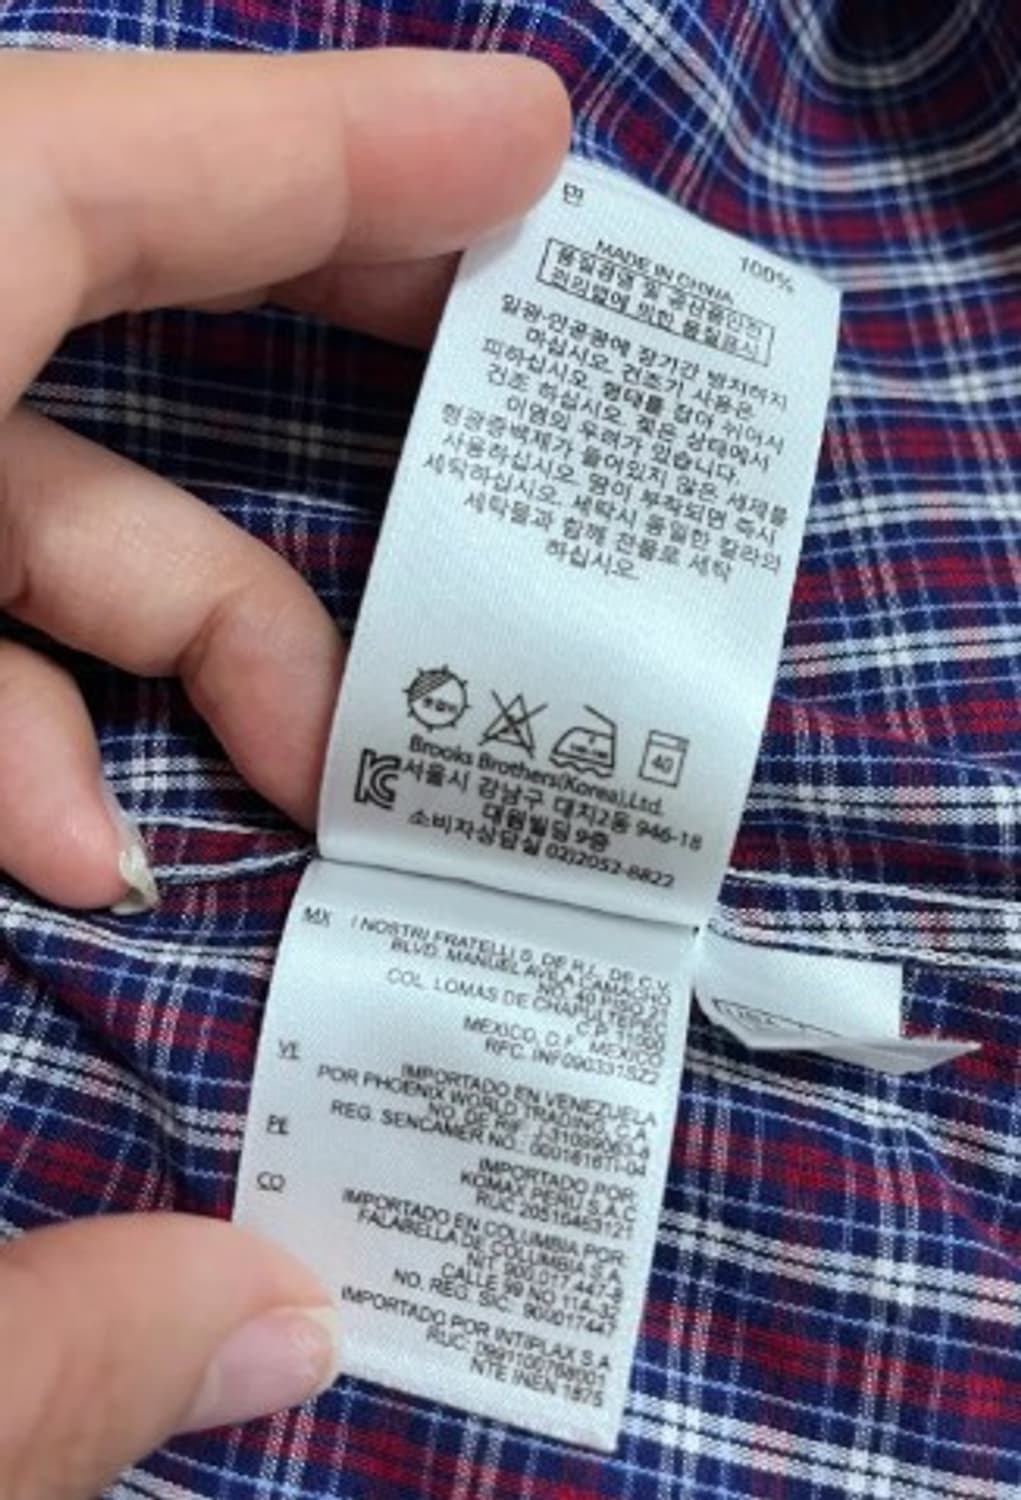 면 100%
MADE IN CHINA
품질경영 및 공산품안전
관리법에 의한 품질표시
일광·인공광에 장기간 방치하지
마십시오. 건조기 사용은
피하십시오. 형태를 잡아 뉘어서
건조 하십시오. 젖은 상태에서
이염의 우려가 있습니다.
형광증백제가 들어있지 않은 세제를
사용하십시오. 땀이 부착되면 즉시
세탁하십시오. 세탁시 동일한 칼라의
세탁물과 함께 찬물로 세탁
하십시오.
40
Brooks Brothers(Korea),Ltd.
서울시 강남구 대치2동 946-18
대원빌딩 9층
소비자상담실 02)2052-8822
MX I NOSTRI FRATELLI S. DE R.L. DE C.V.
BLVD. MANUEL AVILA CAMACHO
NO. 40 PISO 21
COL. LOMAS DE CHAPULTEPEC
C.P. 11000
MEXICO, D.F., MEXICO
RFC. INF090331SZ2
VE IMPORTADO EN VENEZUELA
POR PHOENIX WORLD TRADING, C.A.
NO. DE RIF.
REG. SENCAMER NO.:
PE IMPORTADO POR:
KOMAX PERU S.A.C
RUC 20516463121
CO IMPORTADO EN COLUMBIA POR:
FALABELLA DE COLUMBIA S.A.
NIT 900.017.447-8
CALLE 99 NO 11A-32
NO. REG. SIC. 900017447
IMPORTADO POR INTIPLAX S.A
RUC:
NTE INEN 1875